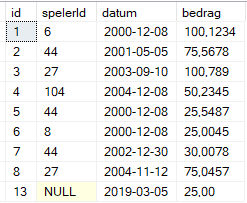 id spelerId datum bedrag
1 6 2000-12-08 100,1234
2 44 2001-05-05 75,5678
3 27 2003-09-10 100,789
4 104 2004-12-08 50,2345
5 44 2000-12-08 25,5487
6 8 2000-12-08 25,0045
7 44 2002-12-30 30,0078
8 27 2004-11-12 75,0457
13 NULL 2019-03-05 25,00